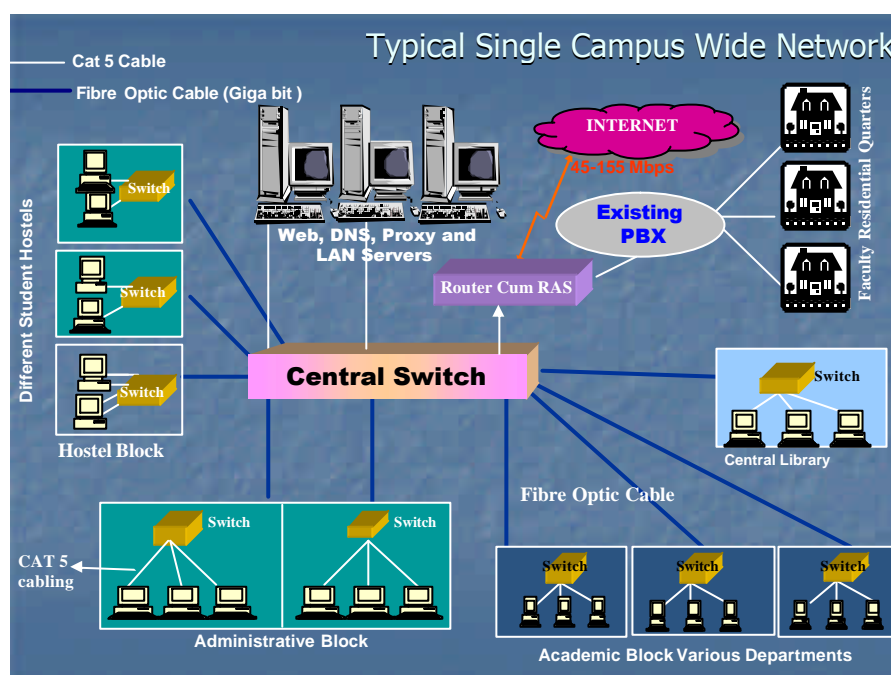 Typical Single Campus Wide Network
Cat 5 Cable
Fibre Optic Cable (Giga bit )
INTERNET
45-155 Mbps
Existing
PBX
Faculty Residential Quarters
Web, DNS, Proxy and
LAN Servers
Router Cum RAS
Different Student Hostels
Switch
Switch
Switch
Hostel Block
Central Switch
Switch
Central Library
Fibre Optic Cable
Switch
Switch
CAT 5
cabling
Administrative Block
Switch
Switch
Switch
Academic Block Various Departments